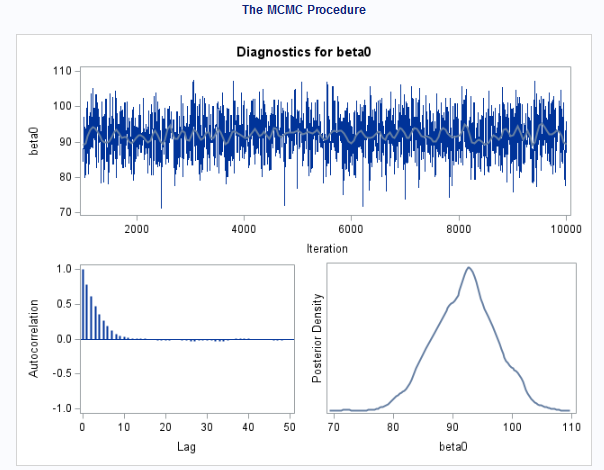 The MCMC Procedure
Diagnostics for beta0
110
100
90
80
70
beta0
2000 4000 6000 8000 10000
Iteration
1.0
0.5
0.0
-0.5
-1.0
Autocorrelation
0 10 20 30 40 50
Lag
Posterior Density
70 80 90 100 110
beta0